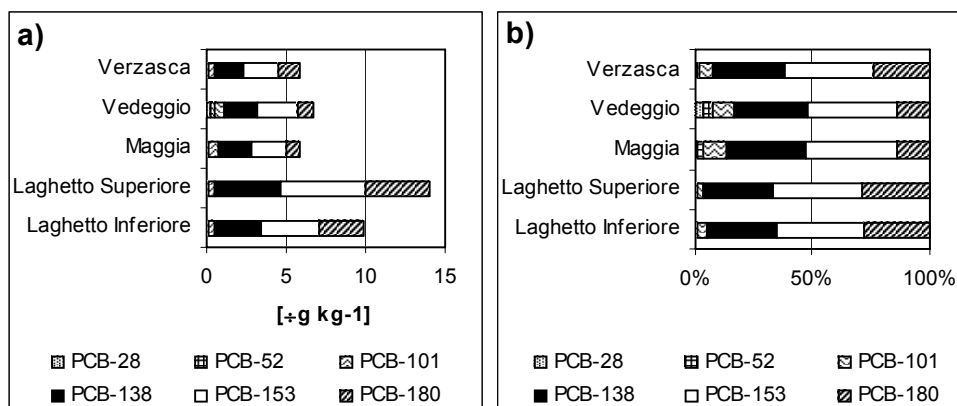 a)
Verzasca
Vedeggio
Maggia
Laghetto Superiore
Laghetto Inferiore
0 5 10 15
[÷g kg-1]
PCB-28 PCB-52 PCB-101
PCB-138 PCB-153 PCB-180
b)
Verzasca
Vedeggio
Maggia
Laghetto Superiore
Laghetto Inferiore
0% 50% 100%
PCB-28 PCB-52 PCB-101
PCB-138 PCB-153 PCB-180